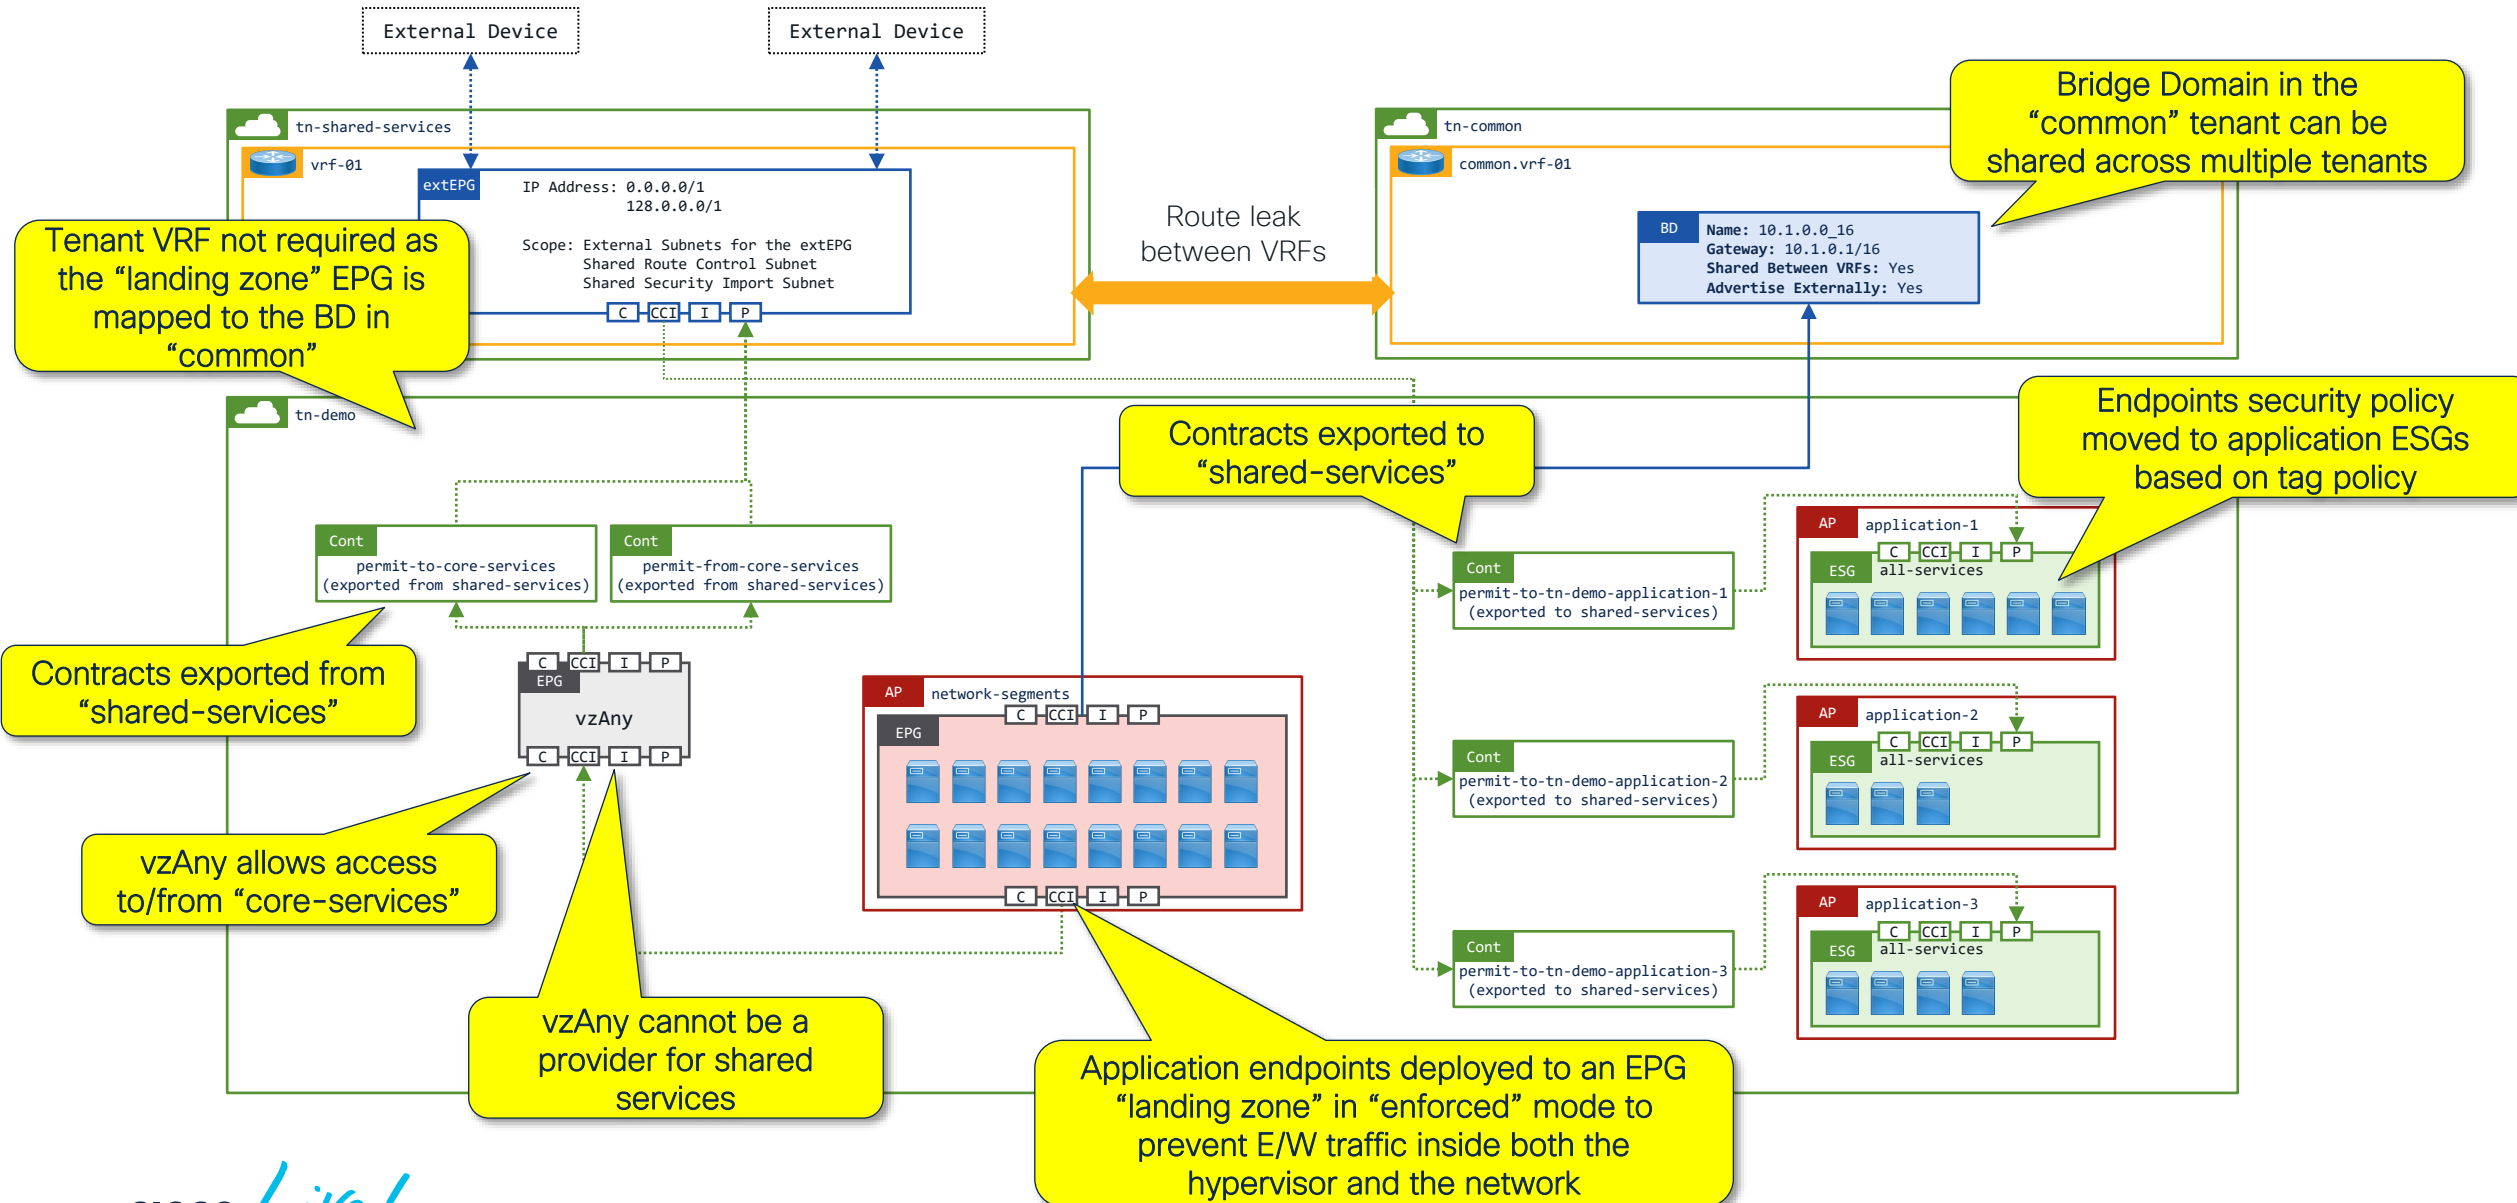 External Device
External Device
tn-shared-services
vrf-01
extEPG
IP Address: 0.0.0.0/1
128.0.0.0/1
Scope: External Subnets for the extEPG
Shared Route Control Subnet
Shared Security Import Subnet
C CCI I P
Tenant VRF not required as
the “landing zone” EPG is
mapped to the BD in
“common”
Route leak
between VRFs
tn-common
common.vrf-01
BD
Name: 10.1.0.0_16
Gateway: 10.1.0.1/16
Shared Between VRFs: Yes
Advertise Externally: Yes
Bridge Domain in the
“common” tenant can be
shared across multiple tenants
tn-demo
Contracts exported to
“shared-services”
Endpoints security policy
moved to application ESGs
based on tag policy
Cont
permit-to-core-services
(exported from shared-services)
Cont
permit-from-core-services
(exported from shared-services)
Contracts exported from
“shared-services”
C CCI I P
EPG
vzAny
C CCI I P
vzAny allows access
to/from “core-services”
vzAny cannot be a
provider for shared
services
AP
network-segments
C CCI I P
EPG
C CCI I P
Application endpoints deployed to an EPG
“landing zone” in “enforced” mode to
prevent E/W traffic inside both the
hypervisor and the network
Cont
permit-to-tn-demo-application-1
(exported to shared-services)
AP
application-1
C CCI I P
ESG
all-services
Cont
permit-to-tn-demo-application-2
(exported to shared-services)
AP
application-2
C CCI I P
ESG
all-services
Cont
permit-to-tn-demo-application-3
(exported to shared-services)
AP
application-3
C CCI I P
ESG
all-services